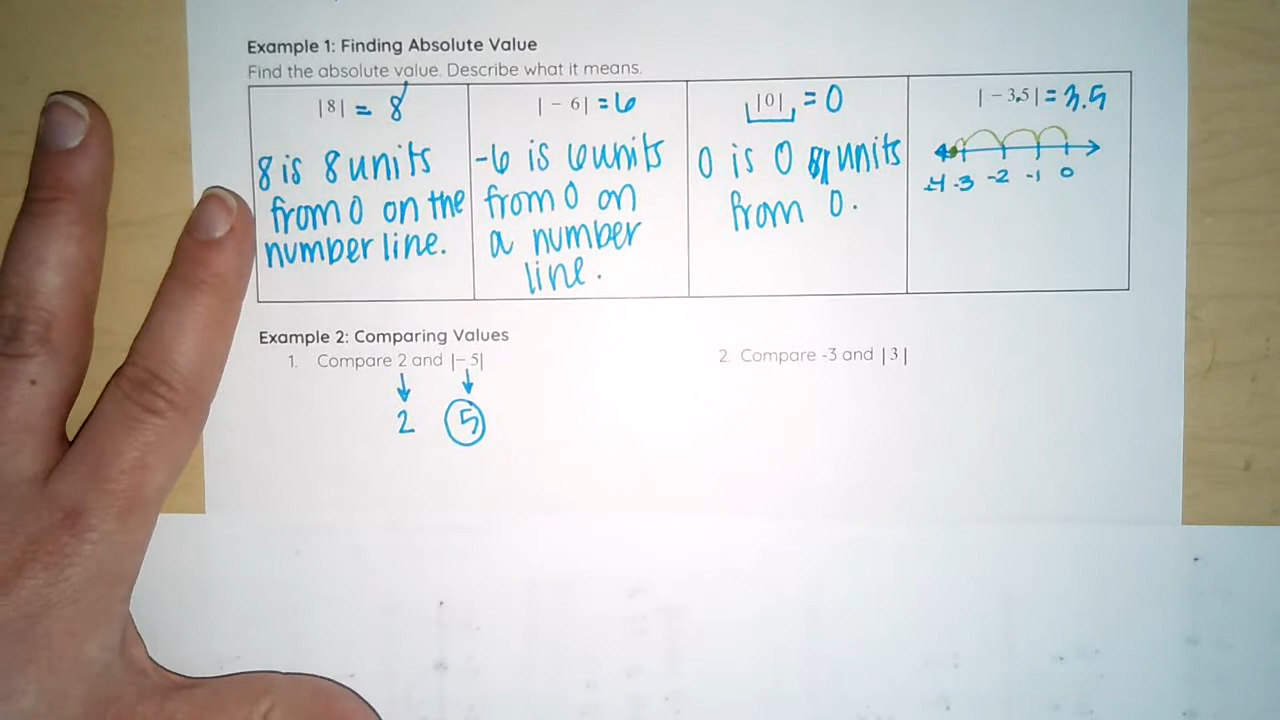 Example 1: Finding Absolute Value
Find the absolute value. Describe what it means.
|8| = 8
8 is 8 units
from 0 on the
number line.
|- 6| = 6
-6 is 6 units
from 0 on
a number
line.
|0| = 0
0 is 0 units
from 0.
|- 3.5| = 3.5
-4 -3 -2 -1 0
Example 2: Comparing Values
1. Compare 2 and |- 5|
2 5
2. Compare -3 and |3|